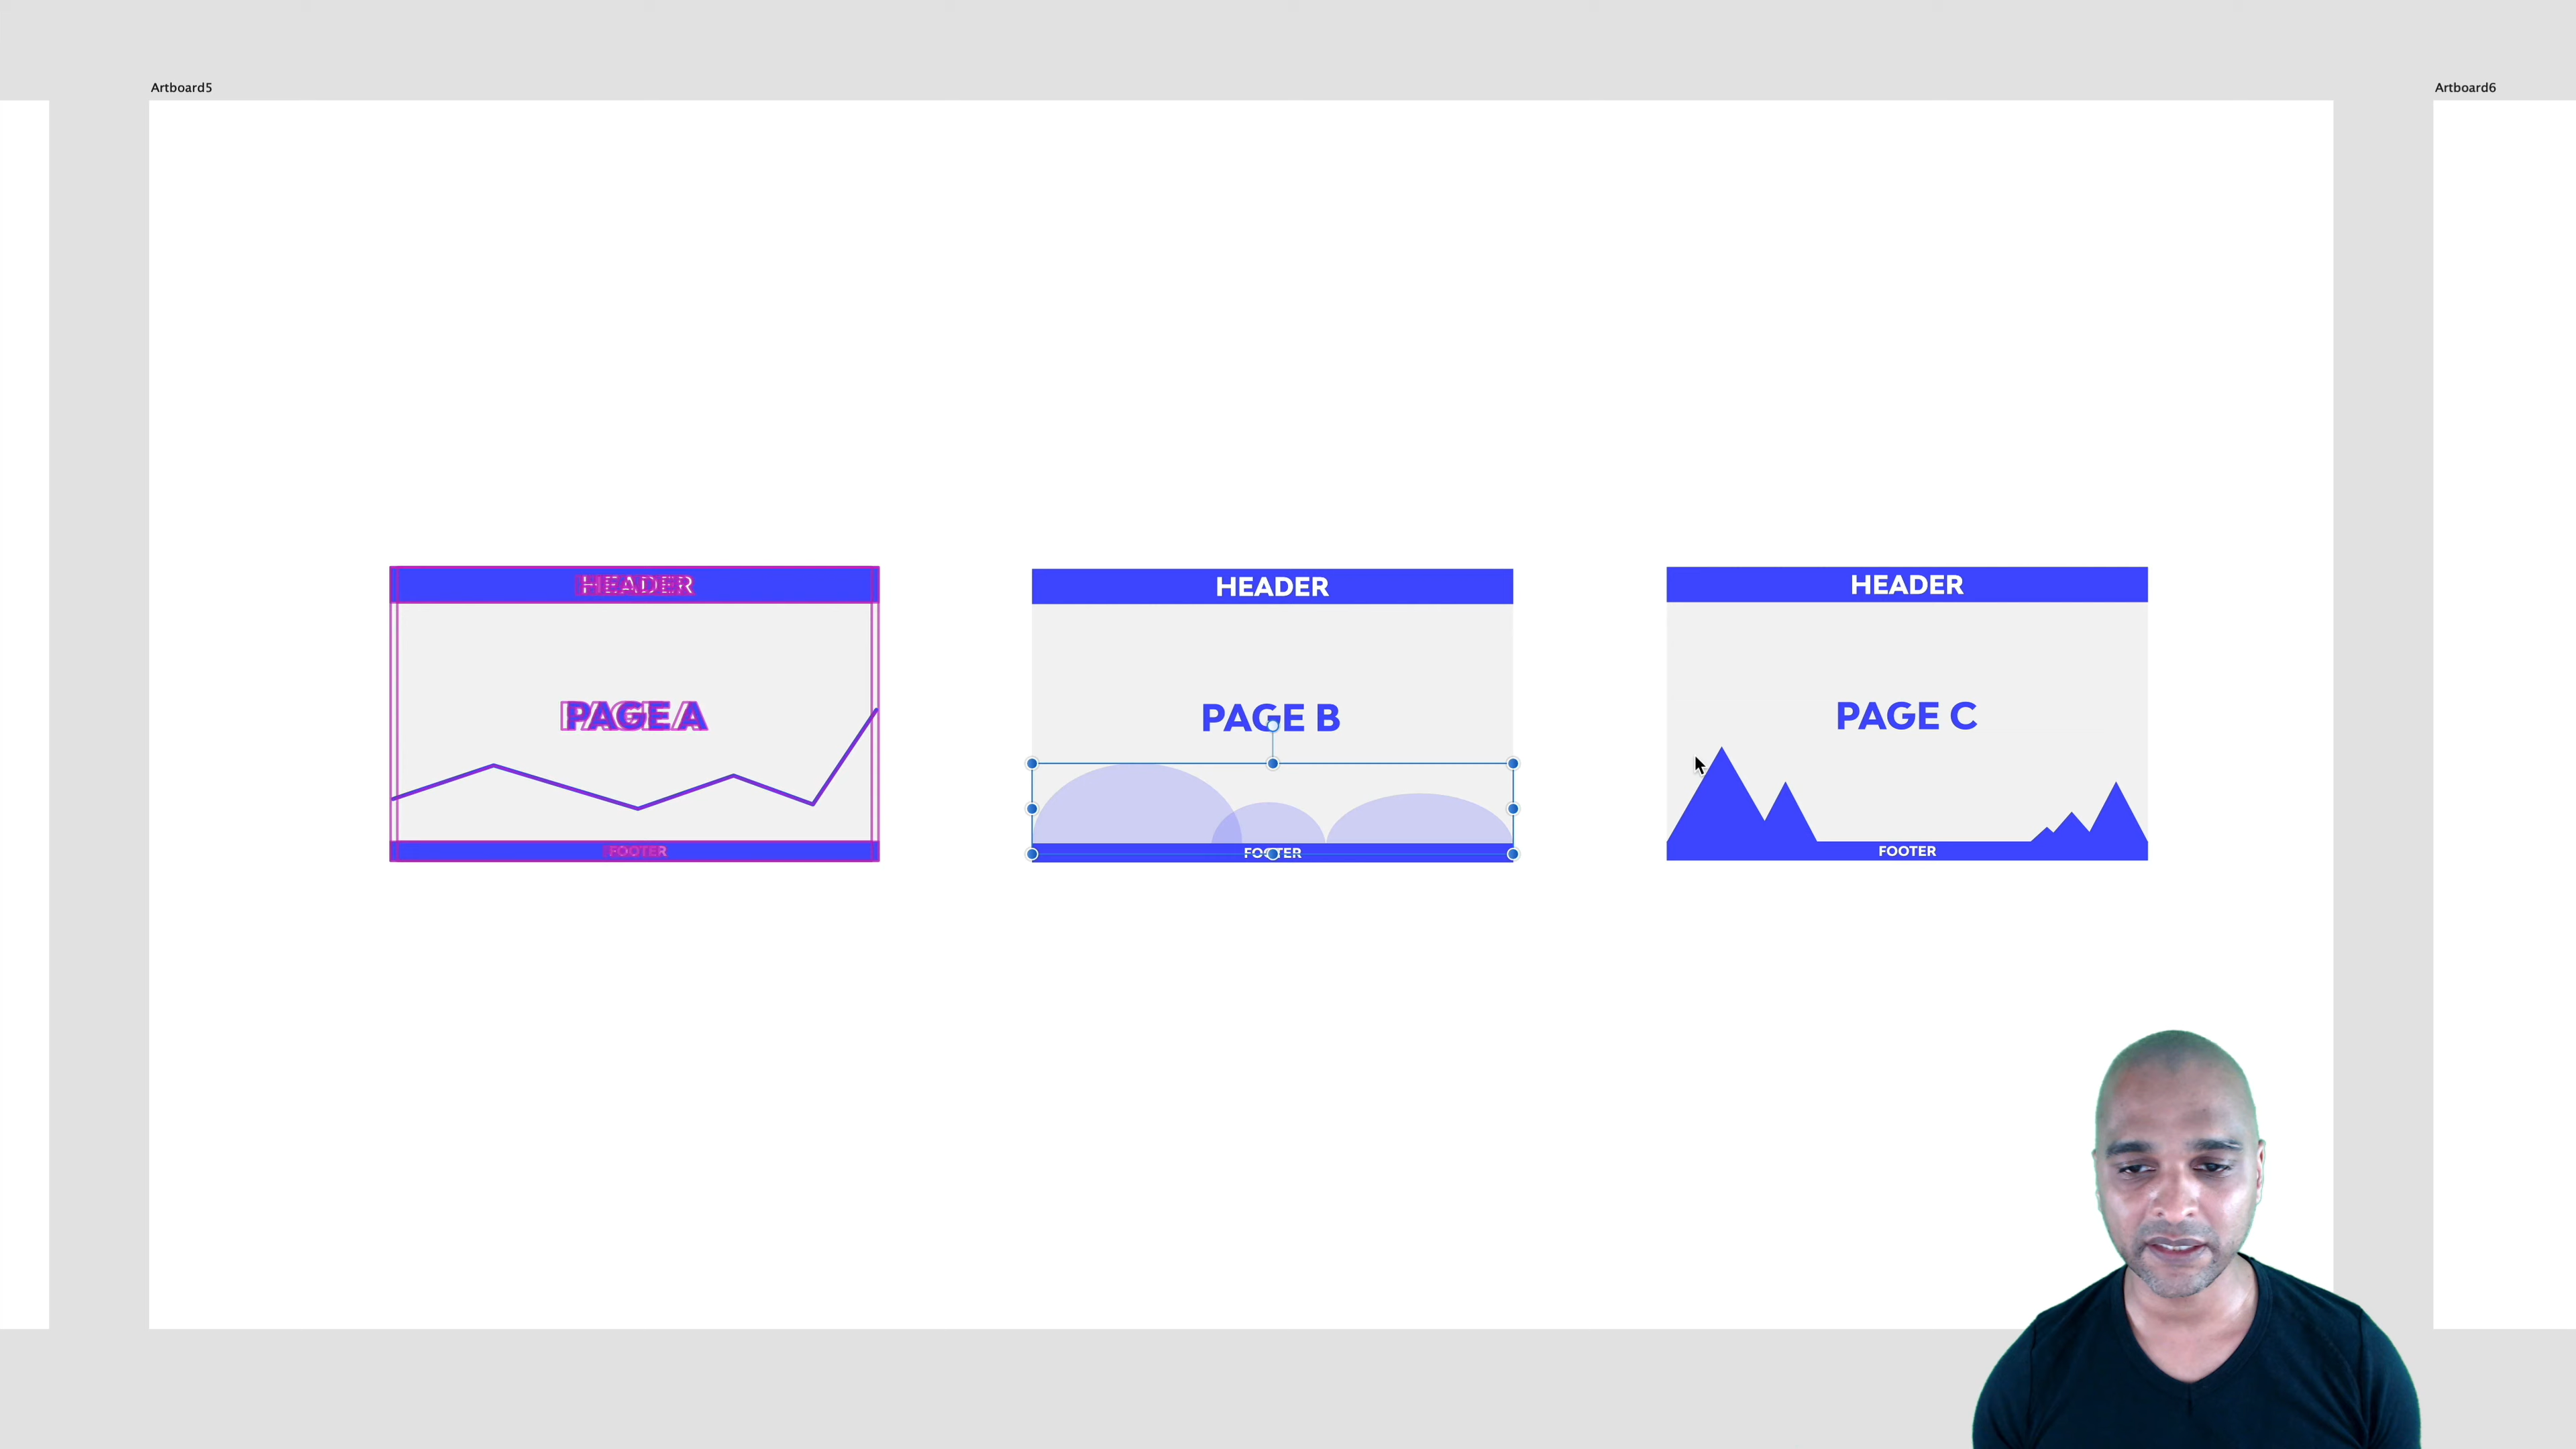 Artboard5
Artboard6
HEADER
PAGE A
FOOTER
HEADER
PAGE B
FOOTER
HEADER
PAGE C
FOOTER